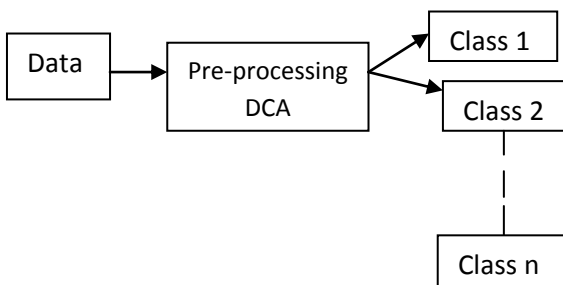 Data
Pre-processing
DCA
Class 1
Class 2
Class n